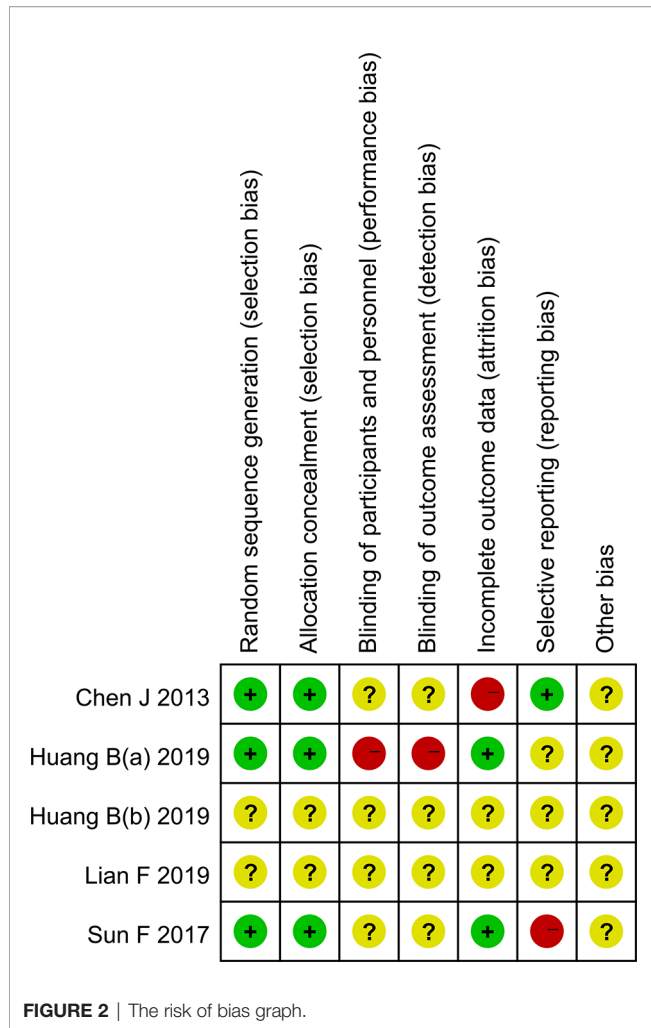 Random sequence generation (selection bias)
Allocation concealment (selection bias)
Blinding of participants and personnel (performance bias)
Blinding of outcome assessment (detection bias)
Incomplete outcome data (attrition bias)
Selective reporting (reporting bias)
Other bias
Chen J 2013 + + ? ? – + ?
Huang B(a) 2019 + + – – + ? ?
Huang B(b) 2019 ? ? ? ? ? ? ?
Lian F 2019 ? ? ? ? ? ? ?
Sun F 2017 + + ? ? + – ?
FIGURE 2 | The risk of bias graph.